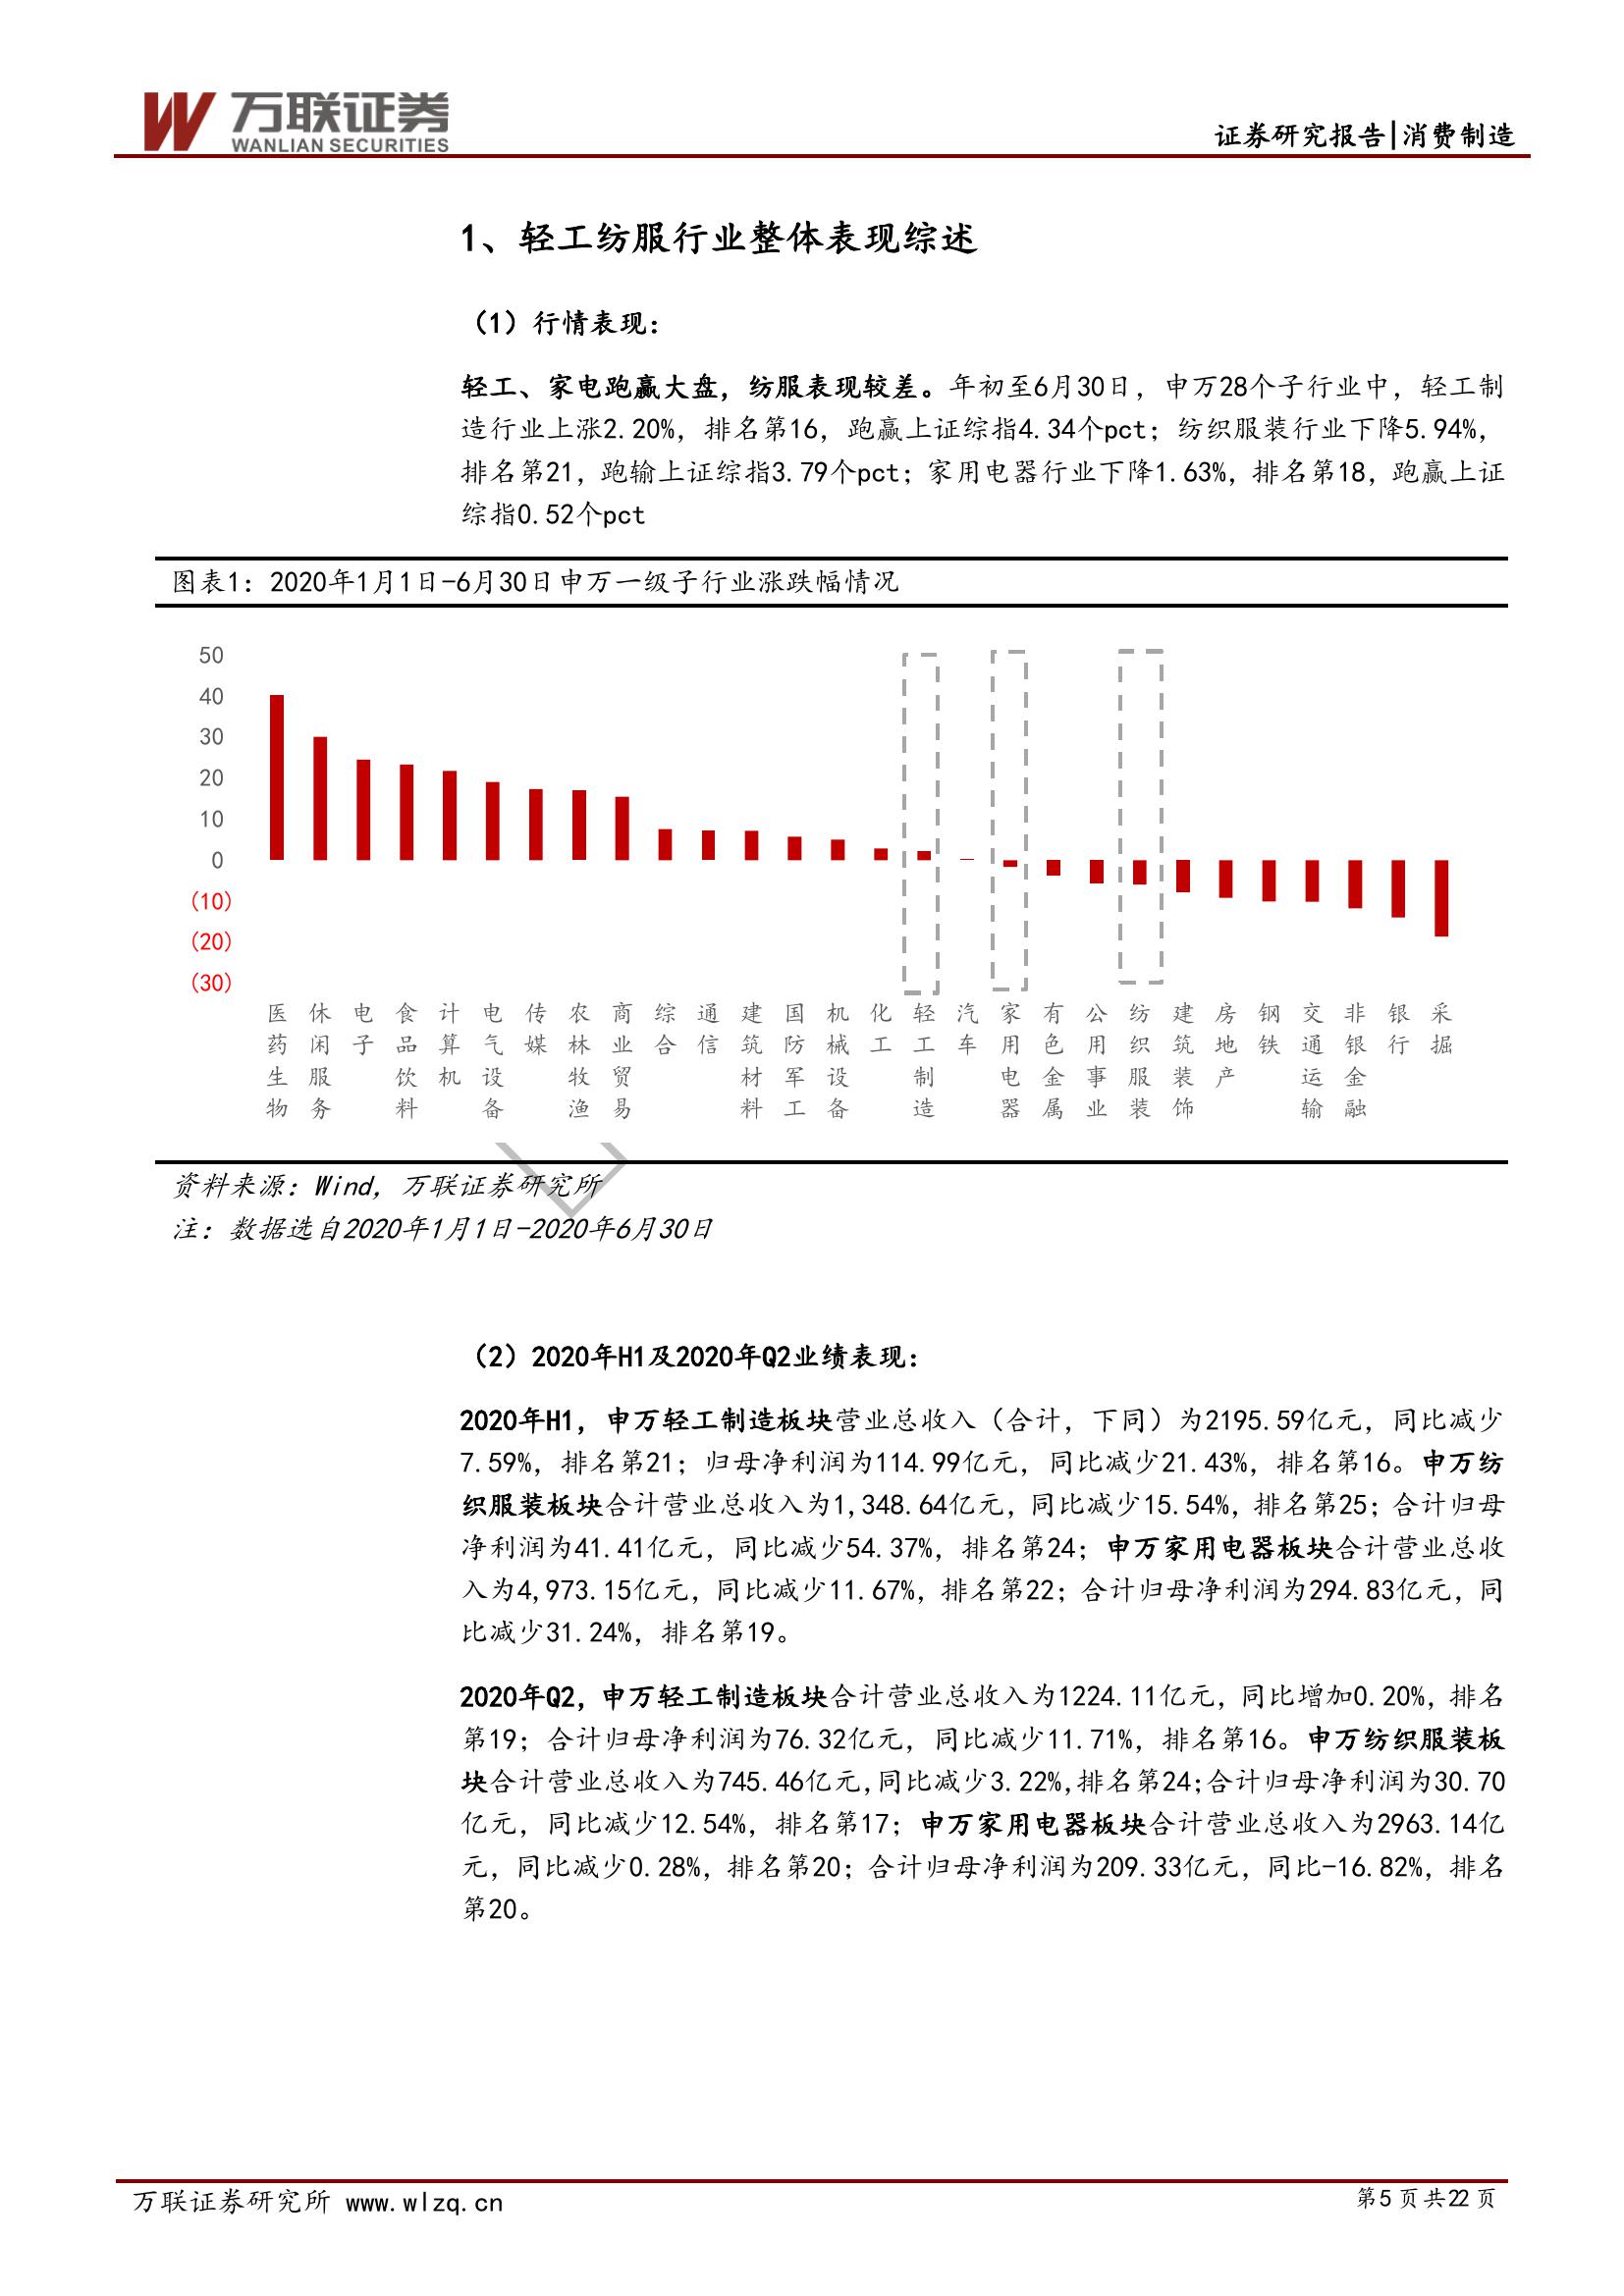 万联证券
WANLIAN SECURITIES
证券研究报告|消费制造
1、轻工纺服行业整体表现综述
（1）行情表现：
轻工、家电跑赢大盘，纺服表现较差。年初至6月30日，申万28个子行业中，轻工制
造行业上涨2.20%，排名第16，跑赢上证综指4.34个pct；纺织服装行业下降5.94%，
排名第21，跑输上证综指3.79个pct；家用电器行业下降1.63%，排名第18，跑赢上证
综指0.52个pct
图表1：2020年1月1日-6月30日申万一级子行业涨跌幅情况
50
40
30
20
10
0
(10)
(20)
(30)
医药生物
休闲服务
电子
食品饮料
计算机
电气设备
传媒
农林牧渔
商业贸易
综合
通信
建筑材料
国防军工
机械设备
化工
轻工制造
汽车
家用电器
有色金属
公用事业
纺织服装
建筑装饰
房地产
钢铁
交通运输
非银金融
银行
采掘
资料来源：Wind，万联证券研究所
注：数据选自2020年1月1日-2020年6月30日
（2）2020年H1及2020年Q2业绩表现：
2020年H1，申万轻工制造板块营业总收入（合计，下同）为2195.59亿元，同比减少
7.59%，排名第21；归母净利润为114.99亿元，同比减少21.43%，排名第16。申万纺
织服装板块合计营业总收入为1,348.64亿元，同比减少15.54%，排名第25；合计归母
净利润为41.41亿元，同比减少54.37%，排名第24；申万家用电器板块合计营业总收
入为4,973.15亿元，同比减少11.67%，排名第22；合计归母净利润为294.83亿元，同
比减少31.24%，排名第19。
2020年Q2，申万轻工制造板块合计营业总收入为1224.11亿元，同比增加0.20%，排名
第19；合计归母净利润为76.32亿元，同比减少11.71%，排名第16。申万纺织服装板
块合计营业总收入为745.46亿元,同比减少3.22%,排名第24;合计归母净利润为30.70
亿元，同比减少12.54%，排名第17；申万家用电器板块合计营业总收入为2963.14亿
元，同比减少0.28%，排名第20；合计归母净利润为209.33亿元，同比-16.82%，排名
第20。
万联证券研究所 www.wlzq.cn
第5 页 共22 页